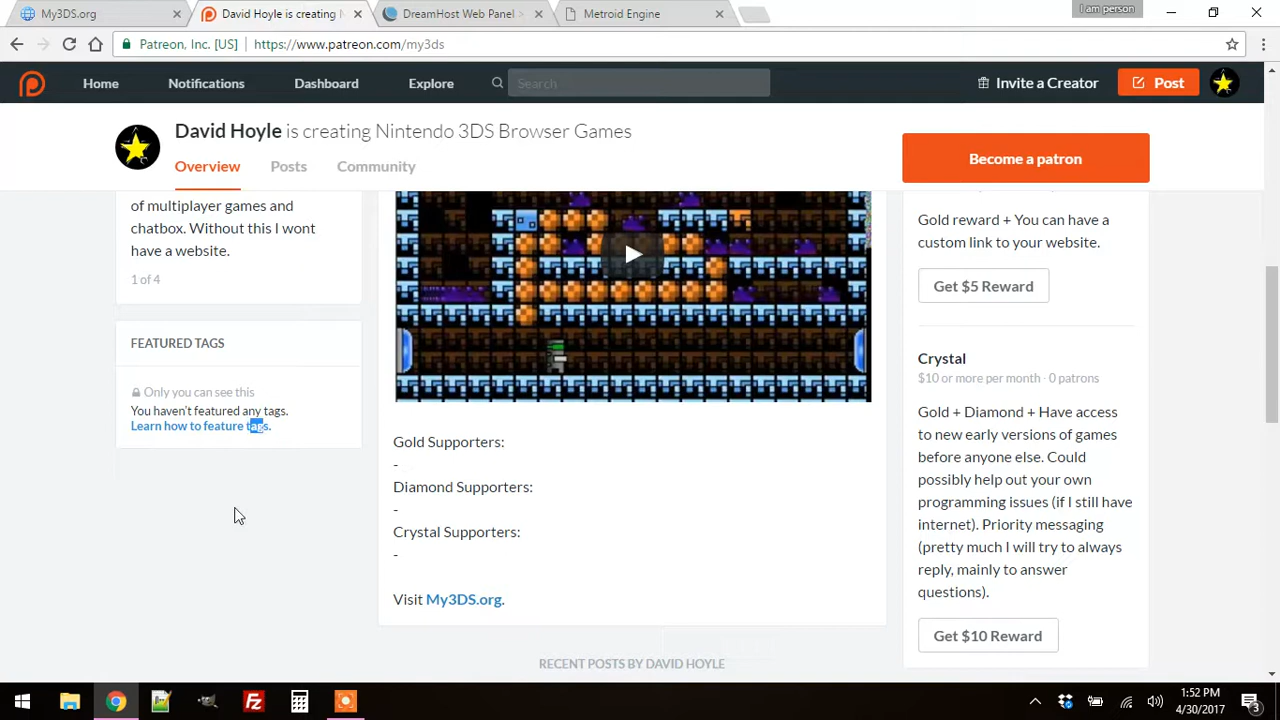 My3DS.org
David Hoyle is creating N
DreamHost Web Panel >
Metroid Engine
I am person
Patreon, Inc. [US]
https://www.patreon.com/my3ds
Home
Notifications
Dashboard
Explore
Search
Invite a Creator
Post
David Hoyle is creating Nintendo 3DS Browser Games
Overview
Posts
Community
Become a patron
of multiplayer games and
chatbox. Without this I wont
have a website.
1 of 4
FEATURED TAGS
Only you can see this
You haven't featured any tags.
Learn how to feature tags.
Gold Supporters:
-
Diamond Supporters:
-
Crystal Supporters:
-
Visit My3DS.org.
RECENT POSTS BY DAVID HOYLE
Gold reward + You can have a
custom link to your website.
Get $5 Reward
Crystal
$10 or more per month · 0 patrons
Gold + Diamond + Have access
to new early versions of games
before anyone else. Could
possibly help out your own
programming issues (if I still have
internet). Priority messaging
(pretty much I will try to always
reply, mainly to answer
questions).
Get $10 Reward
Fz
1:52 PM
4/30/2017
3